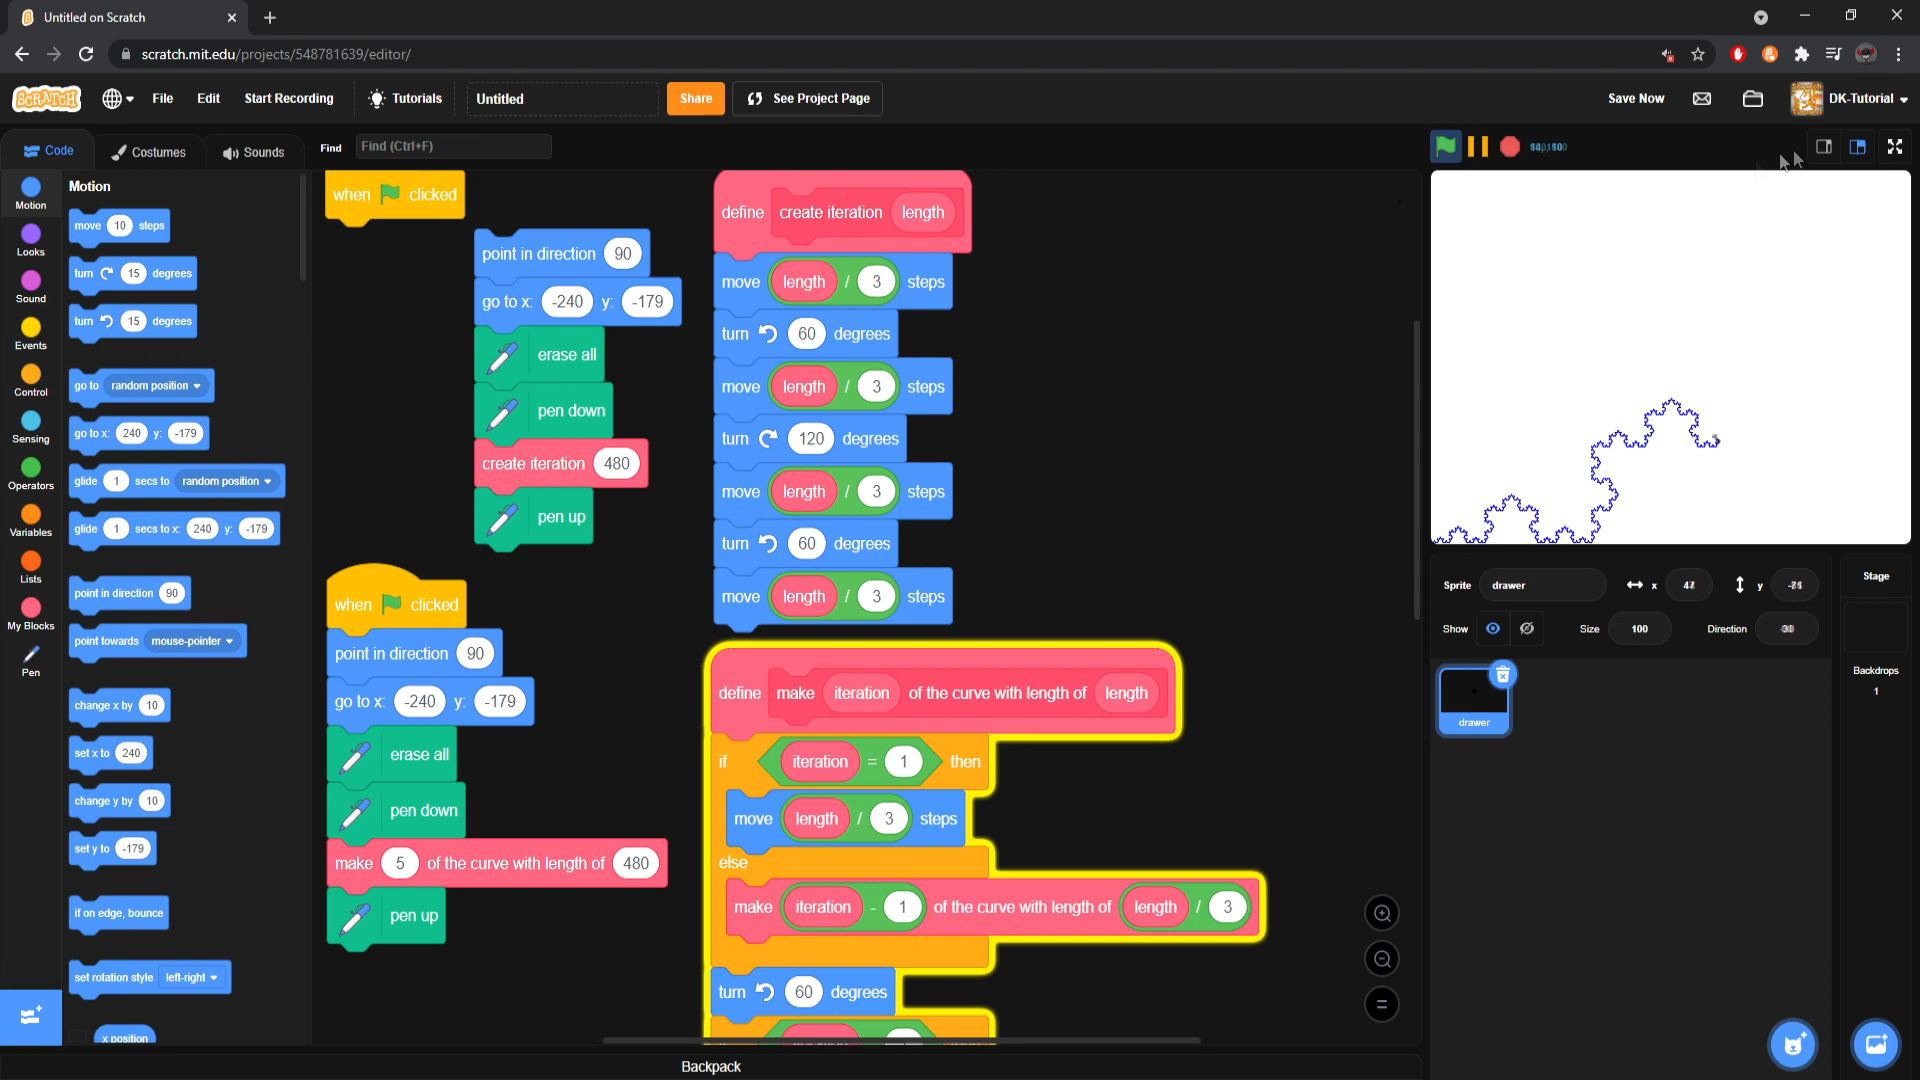 Untitled on Scratch
scratch.mit.edu/projects/548781639/editor/
SCRATCH
File
Edit
Start Recording
Tutorials
Untitled
Share
See Project Page
Save Now
DK-Tutorial
Code
Costumes
Sounds
Find
Find (Ctrl+F)
Motion
Looks
Sound
Events
Control
Sensing
Operators
Variables
Lists
My Blocks
Pen
Motion
move 10 steps
turn 15 degrees
turn 15 degrees
go to random position
go to x: 240 y: -179
glide 1 secs to random position
glide 1 secs to x: 240 y: -179
point in direction 90
point towards mouse-pointer
change x by 10
set x to 240
change y by 10
set y to -179
if on edge, bounce
set rotation style left-right
x position
when clicked
point in direction 90
go to x: -240 y: -179
erase all
pen down
create iteration 480
pen up
when clicked
point in direction 90
go to x: -240 y: -179
erase all
pen down
make 5 of the curve with length of 480
pen up
define create iteration length
move length / 3 steps
turn 60 degrees
move length / 3 steps
turn 120 degrees
move length / 3 steps
turn 60 degrees
move length / 3 steps
define make iteration of the curve with length of length
if iteration = 1 then
move length / 3 steps
else
make iteration - 1 of the curve with length of length / 3
turn 60 degrees
Backpack
Sprite drawer x y
Show Size 100 Direction
drawer
Stage
Backdrops
1